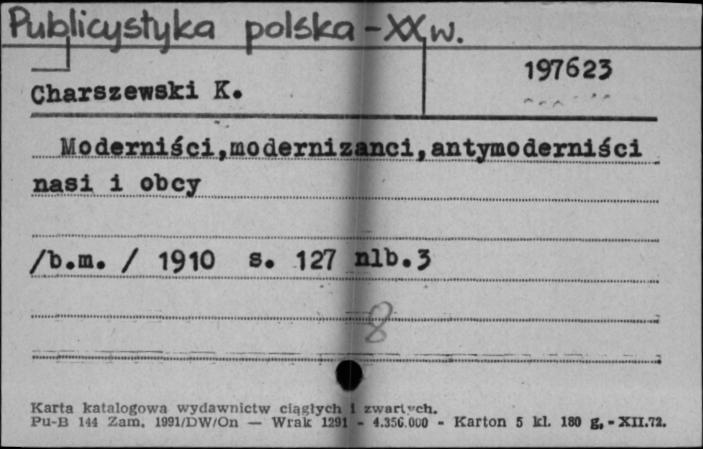 Publicystyka polska - XX w.
197623
Charszewski K.
Moderniści,modernizanci,antymoderniści
nasi i obcy
/b.m. / 1910 s. 127 nlb.3
8
Karta katalogowa wydawnictw ciągłych i zwartych.
Pu-B 144 Zam. 1991/DW/On — Wrak 1291 - 4.356.000 - Karton 5 kl. 180 g, - XII.72.